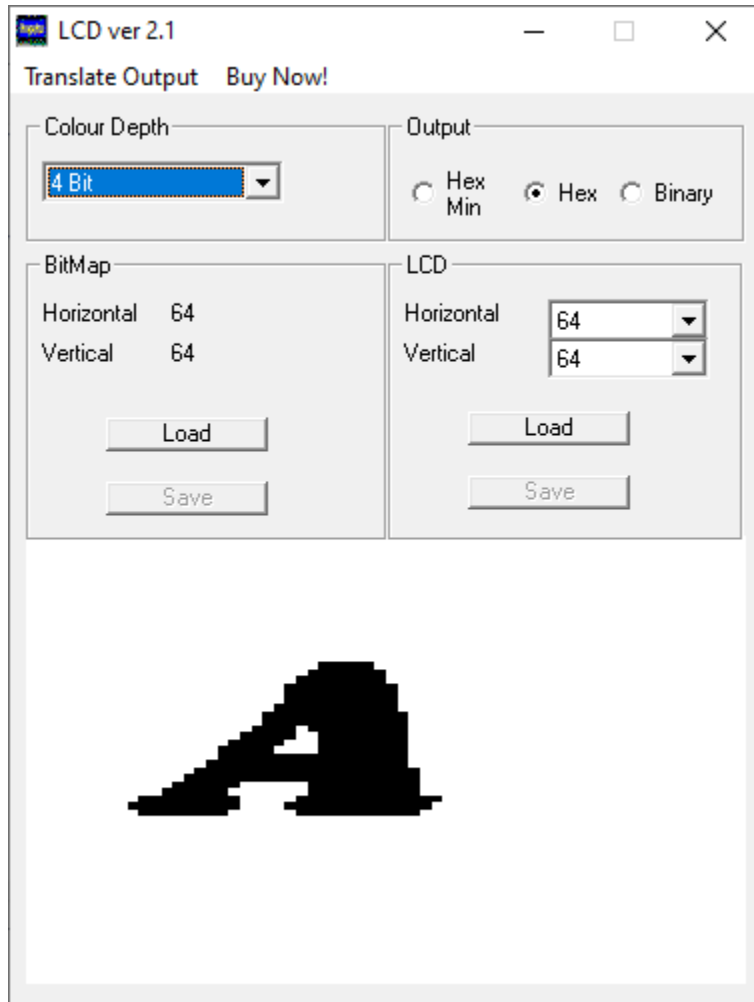 LCD ver 2.1
Translate Output Buy Now!
Colour Depth
4 Bit
Output
Hex Min
Hex
Binary
BitMap
Horizontal 64
Vertical 64
Load
Save
LCD
Horizontal 64
Vertical 64
Load
Save
A